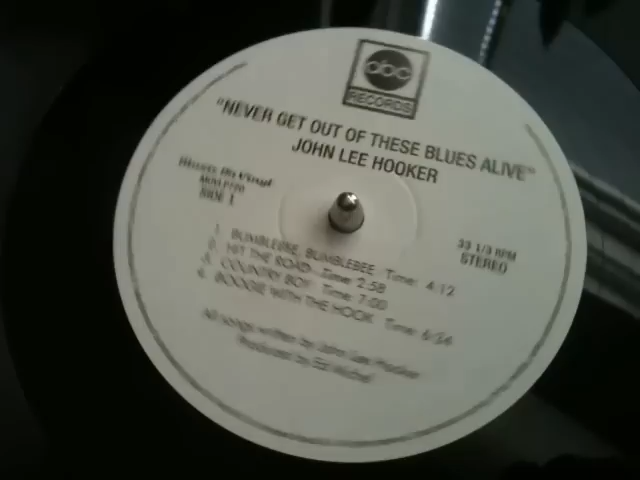 abc
RECORDS
"NEVER GET OUT OF THESE BLUES ALIVE"
JOHN LEE HOOKER
Music On Vinyl
SIDE 1
33 1/3 RPM
STEREO
1. BUMBLEBEE, BUMBLEBEE Time: 4:12
2. HIT THE ROAD Time: 2:58
3. COUNTRY BOY Time: 7:00
4. BOOGIE WITH THE HOOK Time: 6:24
All songs written by John Lee Hooker
Produced by Ed Michel